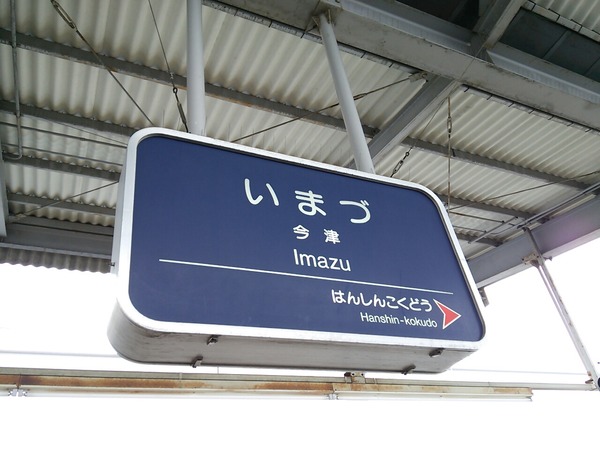 いまづ
今津
Imazu
はんしんこくどう
Hanshin-kokudo